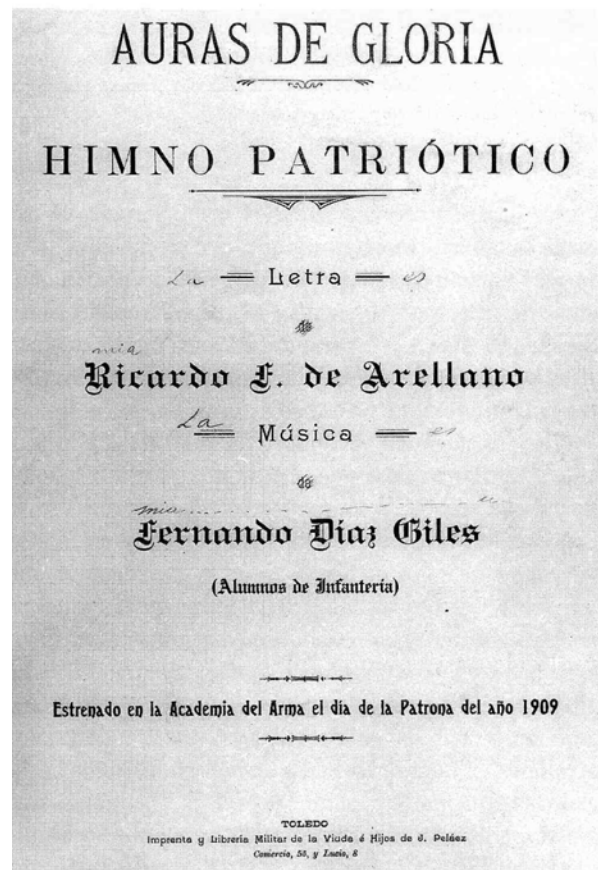 AURAS DE GLORIA
HIMNO PATRIÓTICO
La Letra es
de
mia
Ricardo F. de Arellano
La Música es
de
mia
Fernando Díaz Giles
(Alumnos de Infantería)
Estrenado en la Academia del Arma el día de la Patrona del año 1909
TOLEDO
Imprenta y Librería Militar de la Viuda é Hijos de J. Peláez
Comercio, 55, y Lucio, 8